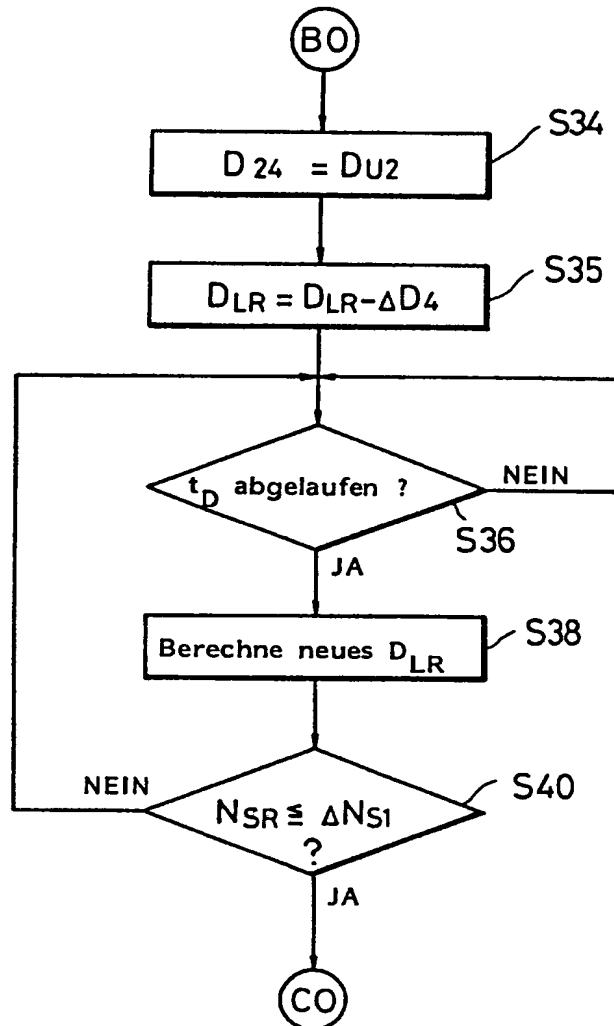 BO
S34
D24 = DU2
S35
DLR = DLR-ΔD4
tD abgelaufen ?
NEIN
S36
JA
S38
Berechne neues DLR
NEIN
S40
NSR ≦ ΔNS1
?
JA
CO